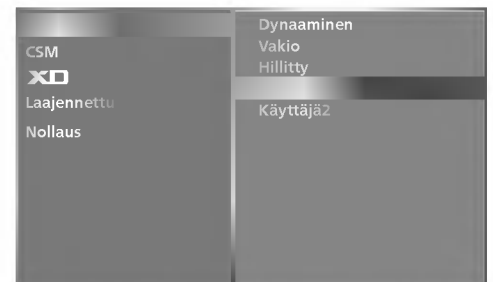 CSM
XD
Laajennettu
Nollaus
Dynaaminen
Vakio
Hillitty
Käyttäjä2